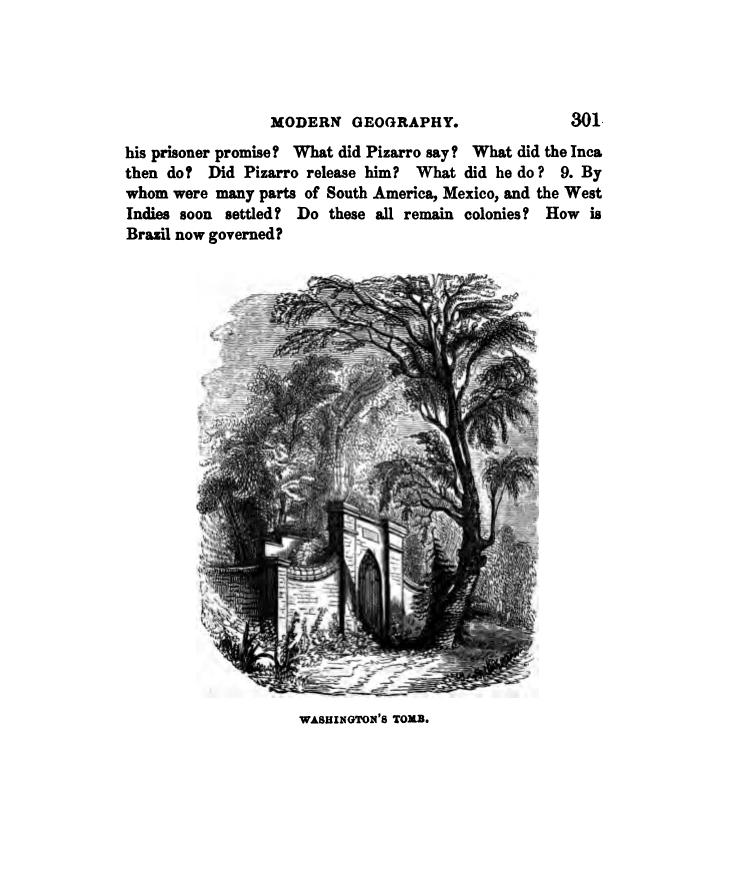 MODERN GEOGRAPHY. 301
his prisoner promise? What did Pizarro say? What did the Inca
then do? Did Pizarro release him? What did he do? 9. By
whom were many parts of South America, Mexico, and the West
Indies soon settled? Do these all remain colonies? How is
Brazil now governed?
WASHINGTON'S TOMB.